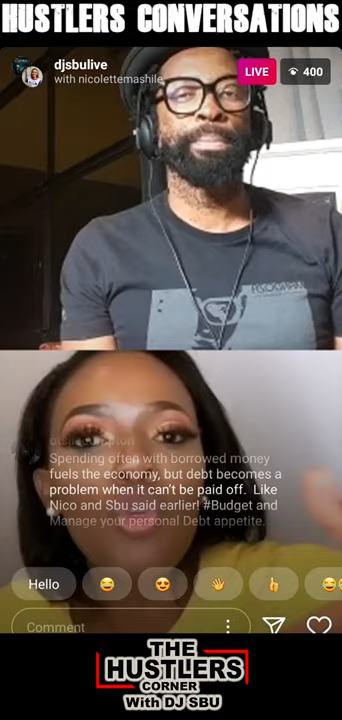 HUSTLERS CONVERSATIONS
djsbulive
with nicolettemashile
LIVE
400
Spending often with borrowed money
fuels the economy, but debt becomes a
problem when it can't be paid off. Like
Nico and Sbu said earlier! #Budget and
Manage your personal Debt appetite.
Hello
Comment
THE
HUSTLERS
CORNER
With DJ SBU